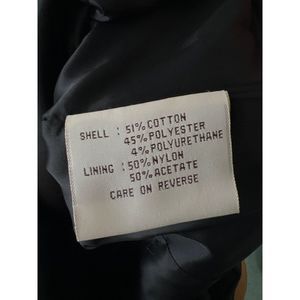 SHELL : 51% COTTON
45% POLYESTER
4% POLYURETHANE
LINING : 50% NYLON
50% ACETATE
CARE ON REVERSE